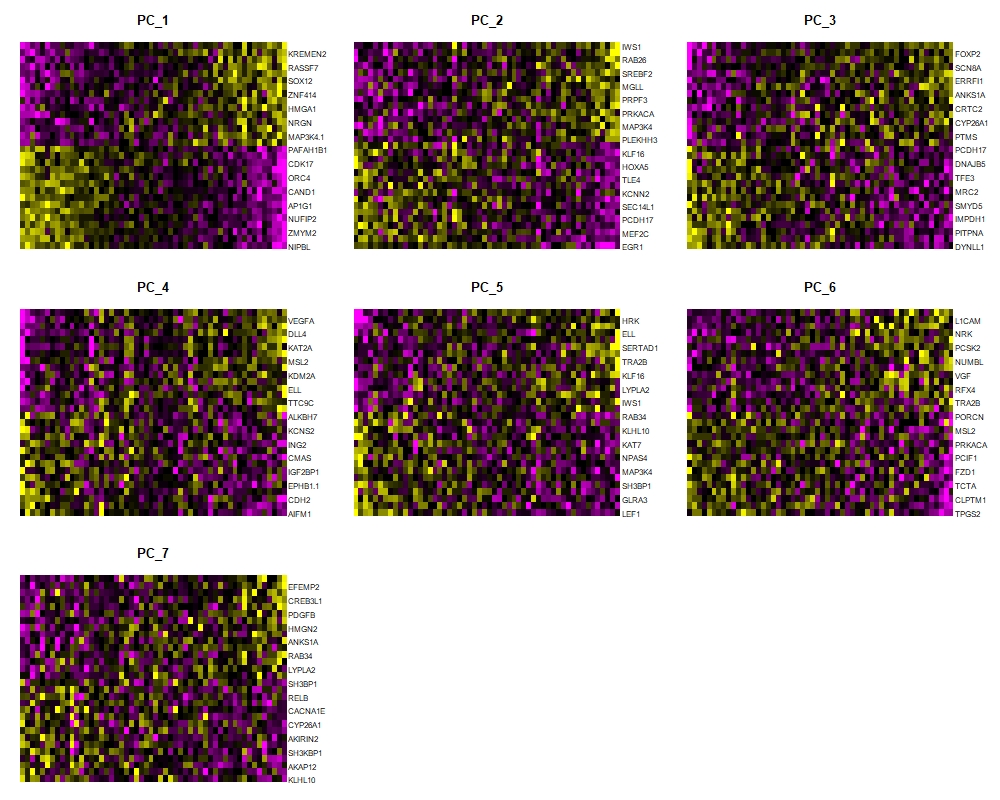 PC_1
KREMEN2
RASSF7
SOX12
ZNF414
HMGA1
NRGN
MAP3K4.1
PAFAH1B1
CDK17
ORC4
CAND1
AP1G1
NUFIP2
ZMYM2
NIPBL
PC_2
IWS1
RAB26
SREBF2
MGLL
PRPF3
PRKACA
MAP3K4
PLEKHH3
KLF16
HOXA5
TLE4
KCNN2
SEC14L1
PCDH17
MEF2C
EGR1
PC_3
FOXP2
SCN8A
ERRFI1
ANKS1A
CRTC2
CYP26A1
PTMS
PCDH17
DNAJB5
TFE3
MRC2
SMYD5
IMPDH1
PITPNA
DYNLL1
PC_4
VEGFA
DLL4
KAT2A
MSL2
KDM2A
ELL
TTC9C
ALKBH7
KCNS2
ING2
CMAS
IGF2BP1
EPHB1.1
CDH2
AIFM1
PC_5
HRK
ELL
SERTAD1
TRA2B
KLF16
LYPLA2
IWS1
RAB34
KLHL10
KAT7
NPAS4
MAP3K4
SH3BP1
GLRA3
LEF1
PC_6
L1CAM
NRK
PCSK2
NUMBL
VGF
RFX4
TRA2B
PORCN
MSL2
PRKACA
PCIF1
FZD1
TCTA
CLPTM1
TPGS2
PC_7
EFEMP2
CREB3L1
PDGFB
HMGN2
ANKS1A
RAB34
LYPLA2
SH3BP1
RELB
CACNA1E
CYP26A1
AKIRIN2
SH3KBP1
AKAP12
KLHL10